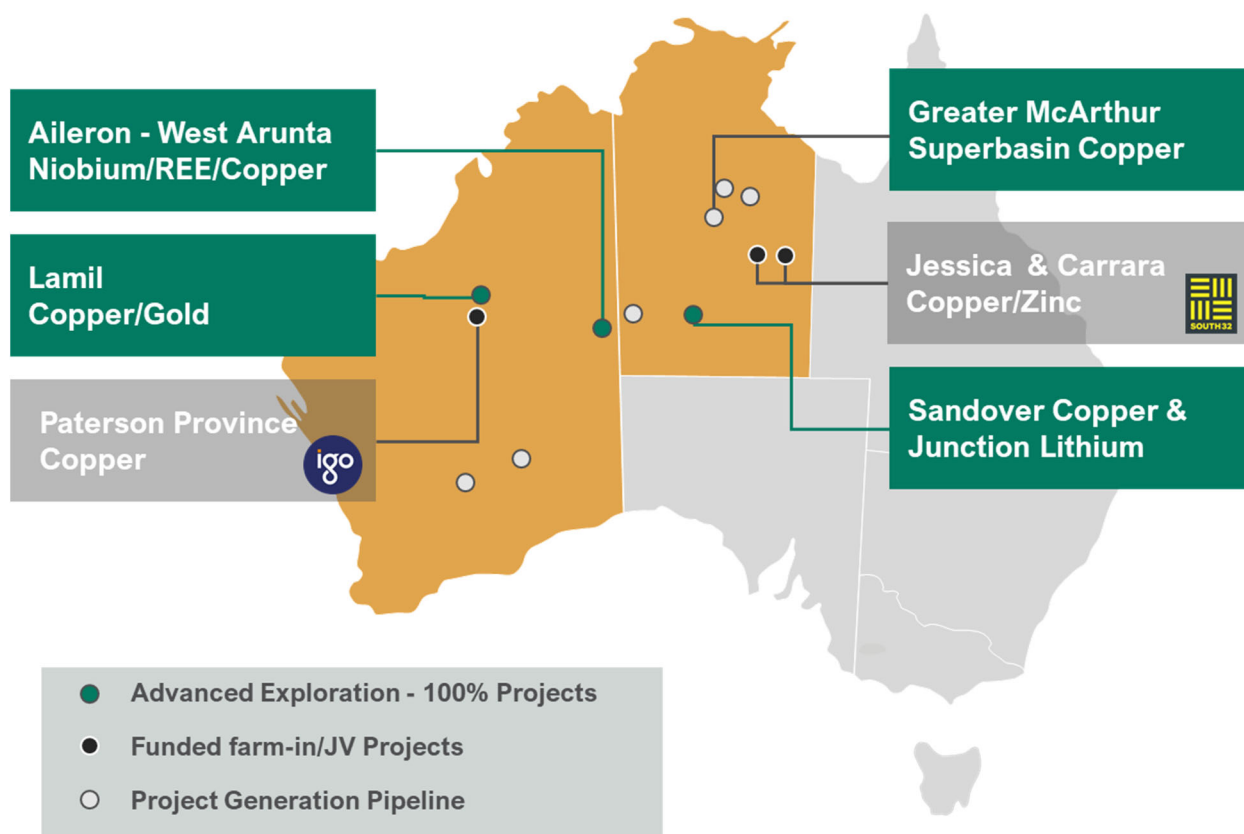 Aileron - West Arunta
Niobium/REE/Copper
Lamil
Copper/Gold
Paterson Province
Copper
igo
Greater McArthur
Superbasin Copper
Jessica & Carrara
Copper/Zinc
SOUTH32
Sandover Copper &
Junction Lithium
Advanced Exploration - 100% Projects
Funded farm-in/JV Projects
Project Generation Pipeline